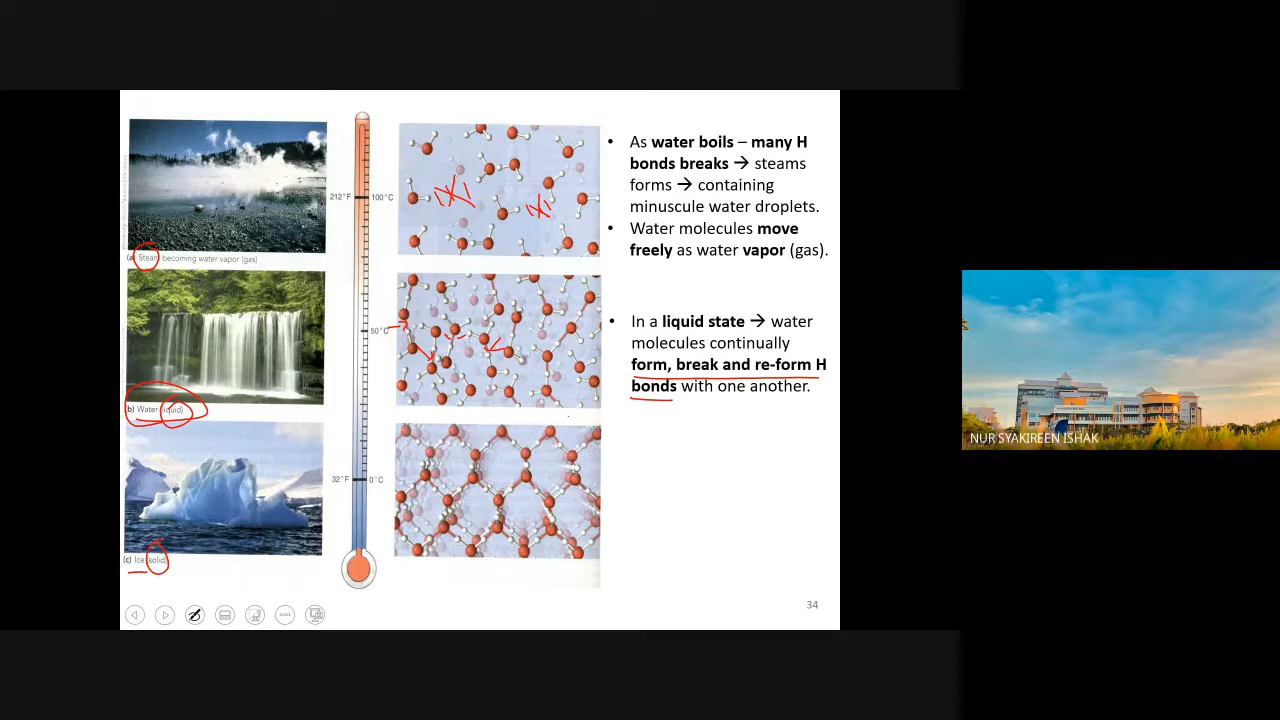 • As water boils – many H
bonds breaks → steams
forms → containing
minuscule water droplets.
• Water molecules move
freely as water vapor (gas).
212°F
100°C
(a) Steam becoming water vapor (gas)
• In a liquid state → water
molecules continually
form, break and re-form H
bonds with one another.
50°C
(b) Water (liquid)
32°F
0°C
(c) Ice (solid)
34
NUR SYAKIREEN ISHAK